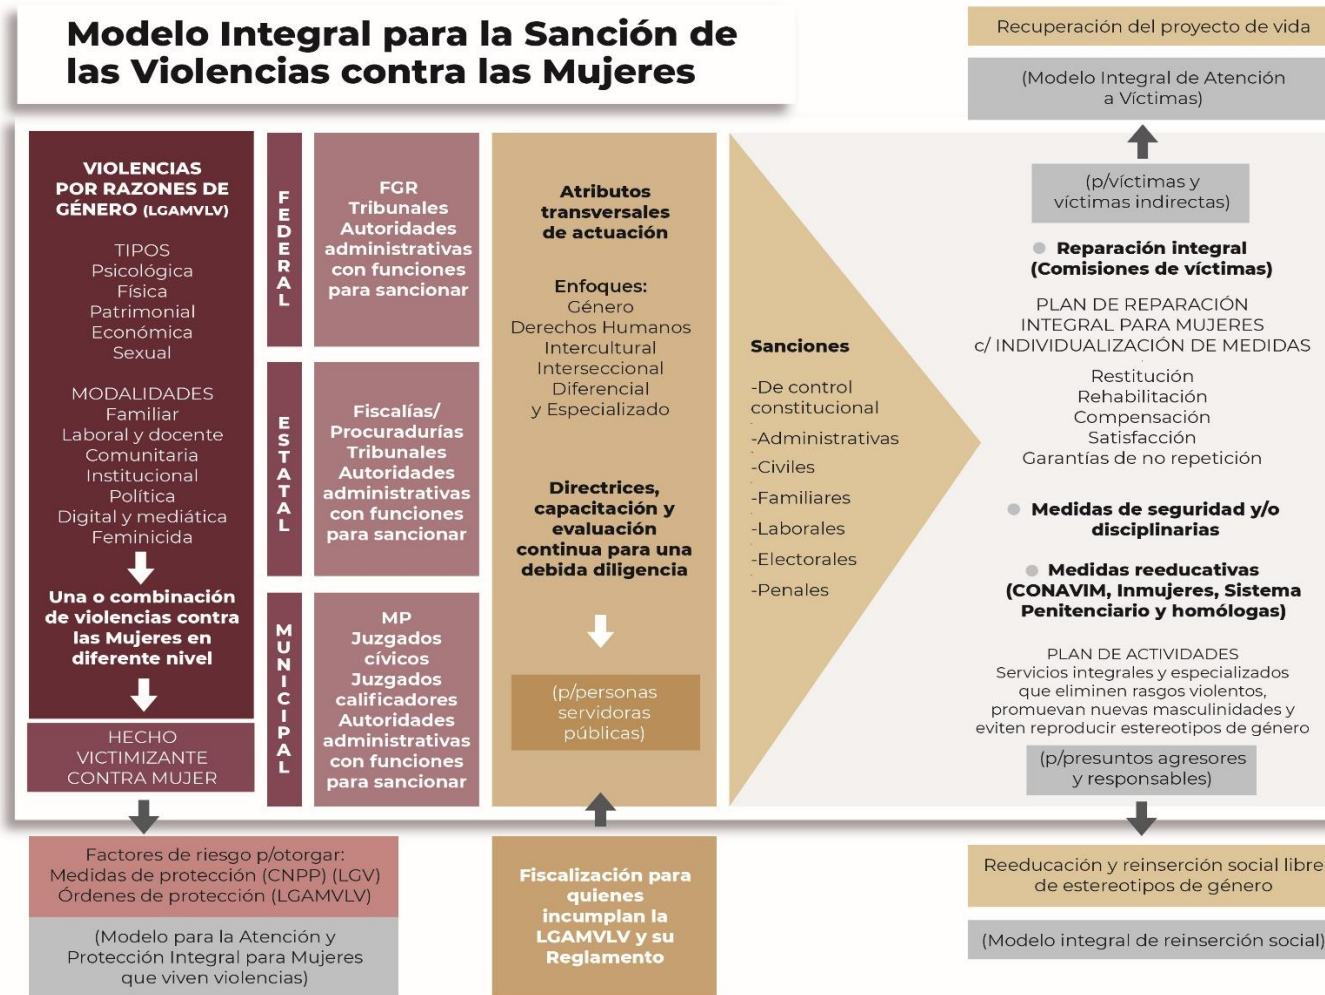 Modelo Integral para la Sanción de
las Violencias contra las Mujeres
VIOLENCIAS
POR RAZONES DE
GÉNERO (LGAMVLV)
TIPOS
Psicológica
Física
Patrimonial
Económica
Sexual
MODALIDADES
Familiar
Laboral y docente
Comunitaria
Institucional
Política
Digital y mediática
Feminicida
Una o combinación
de violencias contra
las Mujeres en
diferente nivel
HECHO
VICTIMIZANTE
CONTRA MUJER
Factores de riesgo p/otorgar:
Medidas de protección (CNPP) (LGV)
Órdenes de protección (LGAMVLV)
(Modelo para la Atención y
Protección Integral para Mujeres
que viven violencias)
FEDERAL
FGR
Tribunales
Autoridades
administrativas
con funciones
para sancionar
ESTATAL
Fiscalías/
Procuradurías
Tribunales
Autoridades
administrativas
con funciones
para sancionar
MUNICIPAL
MP
Juzgados
cívicos
Juzgados
calificadores
Autoridades
administrativas
con funciones
para sancionar
Atributos
transversales
de actuación
Enfoques:
Género
Derechos Humanos
Intercultural
Interseccional
Diferencial
y Especializado
Directrices,
capacitación y
evaluación
continua para una
debida diligencia
(p/personas
servidoras
públicas)
Fiscalización para
quienes
incumplan la
LGAMVLV y su
Reglamento
Sanciones
-De control
constitucional
-Administrativas
-Civiles
-Familiares
-Laborales
-Electorales
-Penales
Recuperación del proyecto de vida
(Modelo Integral de Atención
a Víctimas)
(p/víctimas y
víctimas indirectas)
Reparación integral
(Comisiones de víctimas)
PLAN DE REPARACIÓN
INTEGRAL PARA MUJERES
c/ INDIVIDUALIZACIÓN DE MEDIDAS
Restitución
Rehabilitación
Compensación
Satisfacción
Garantías de no repetición
Medidas de seguridad y/o
disciplinarias
Medidas reeducativas
(CONAVIM, Inmujeres, Sistema
Penitenciario y homólogas)
PLAN DE ACTIVIDADES
Servicios integrales y especializados
que eliminen rasgos violentos,
promuevan nuevas masculinidades y
eviten reproducir estereotipos de género
(p/presuntos agresores
y responsables)
Reeducación y reinserción social libre
de estereotipos de género
(Modelo integral de reinserción social)